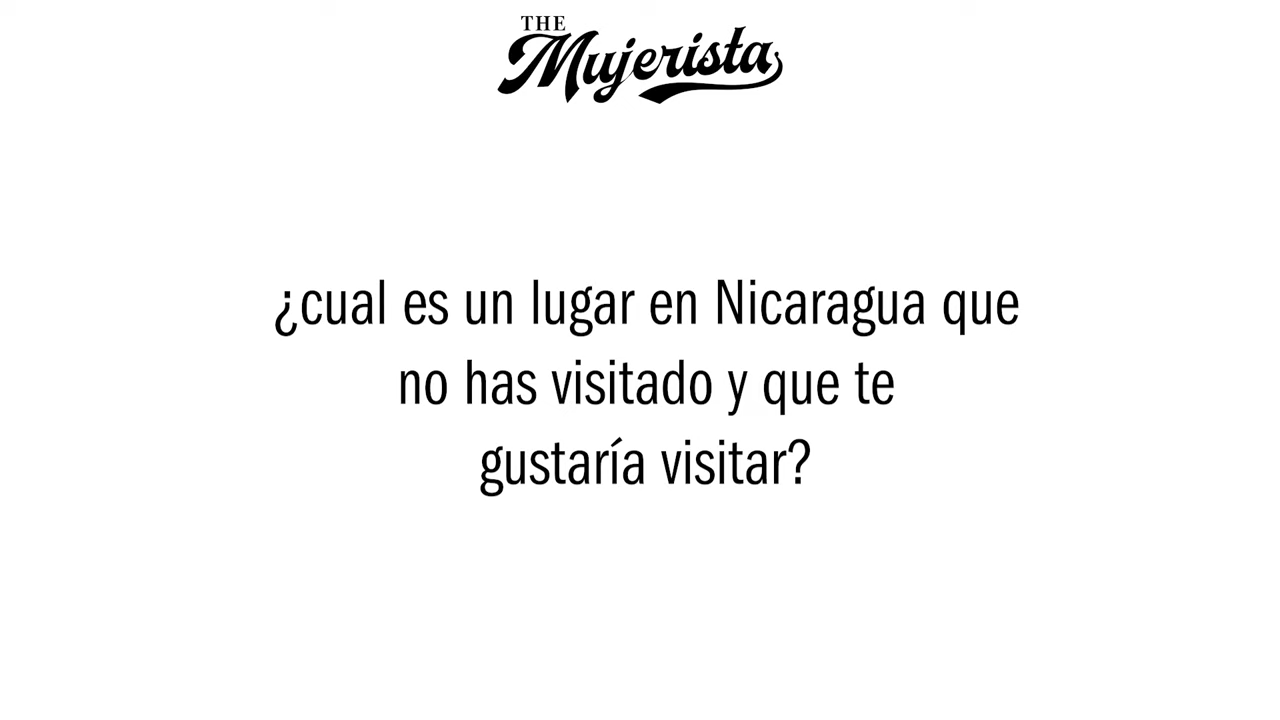 THE
Mujerista
¿cual es un lugar en Nicaragua que
no has visitado y que te
gustaría visitar?